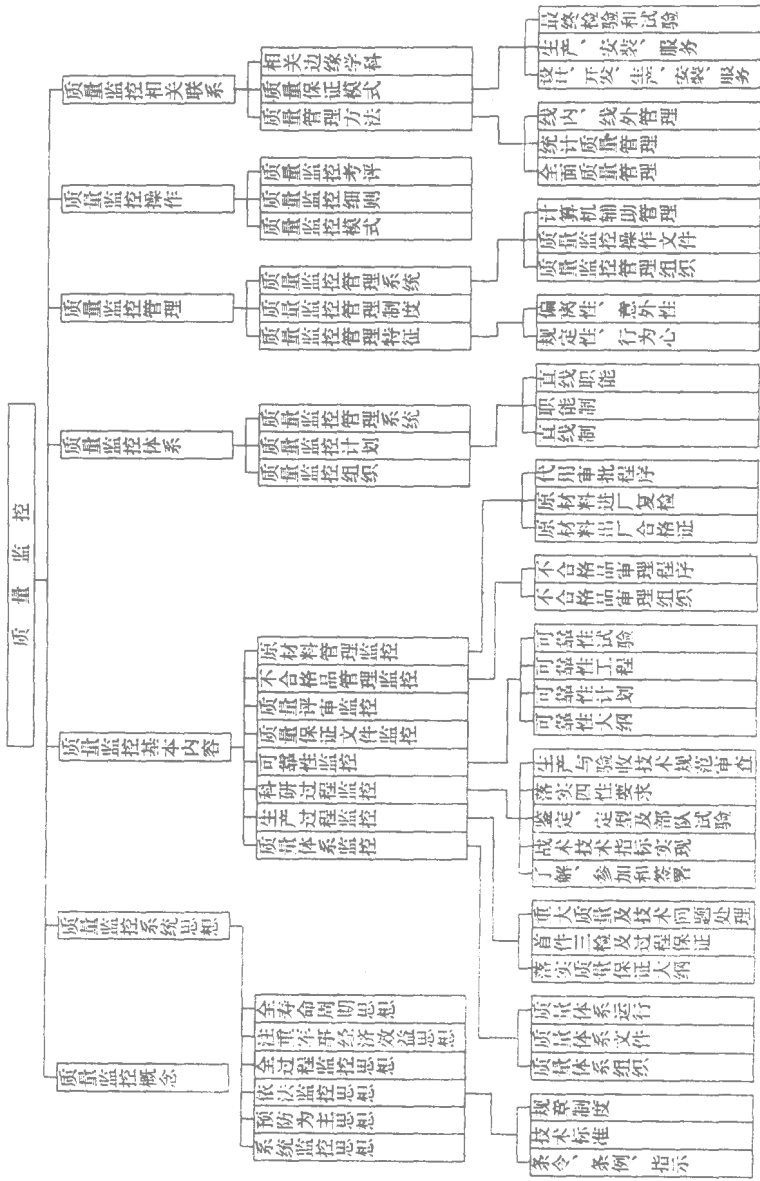 质量监控
质量监控概念
质量监控系统思想
质量监控基本内容
质量监控体系
质量监控管理
质量监控操作
质量监控相关联系
系统监控思想
预防为主思想
依法监控思想
全过程监控思想
注重军事经济效益思想
全寿命周期思想
质量体系监控
生产过程监控
科研过程监控
可靠性监控
质量保证文件监控
质量评审监控
不合格品管理监控
原材料管理监控
质量监控组织
质量监控计划
质量监控管理系统
质量监控管理特征
质量监控管理制度
质量监控管理系统
质量监控模式
质量监控细则
质量监控考评
质量管理方法
质量保证模式
相关边缘学科
条令、条例、指示
技术标准
规章制度
质量体系组织
质量体系文件
质量体系运行
落实质量保证大纲
首件三检及过程保证
重大质量及技术问题处理
了解、参加和签署
战术技术指标实现
鉴定、定型及部队试验
落实四性要求
生产与验收技术规范审查
可靠性大纲
可靠性计划
可靠性工程
可靠性试验
不合格品审理组织
不合格品审理程序
原材料出厂合格证
原材料进厂复检
代用审批程序
直线制
职能制
直线职能
规定性、行为心
偏离性、意外性
质量监控管理组织
质量监控操作文件
计算机辅助管理
全面质量管理
统计质量管理
线内、线外管理
设计、开发、生产、安装、服务
生产、安装、服务
最终检验和试验